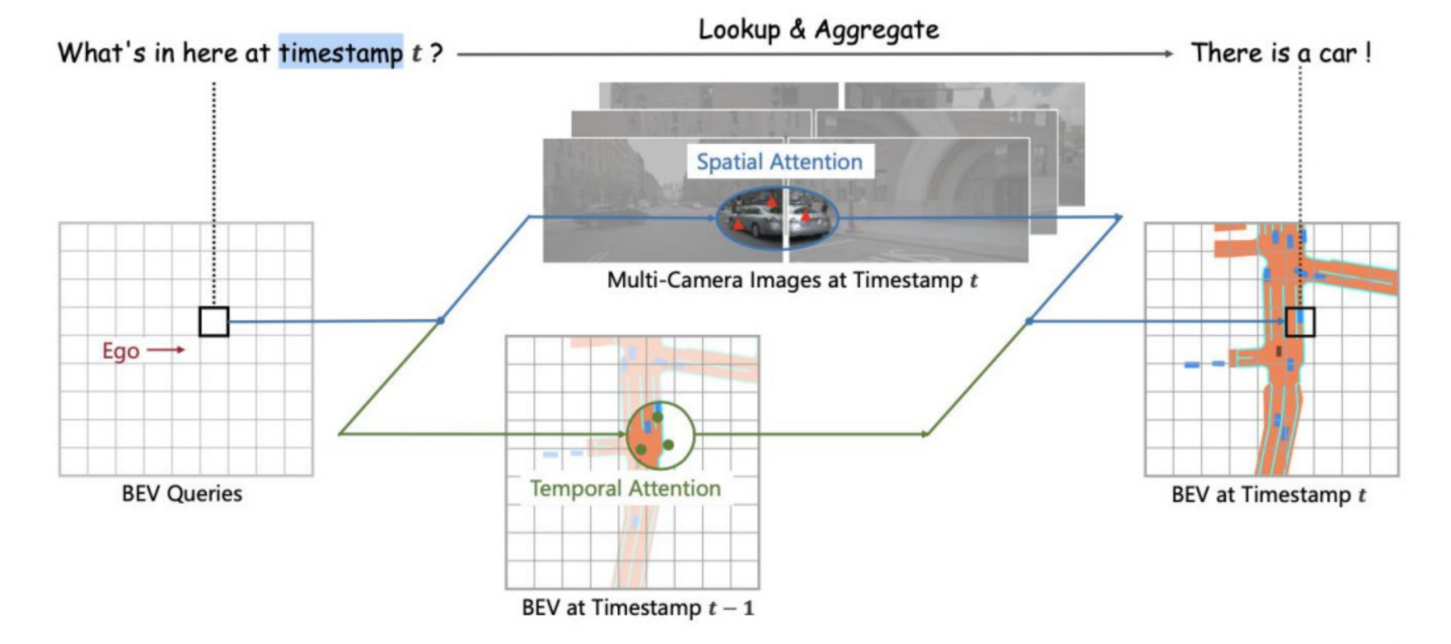 Lookup & Aggregate
What's in here at timestamp t ?
There is a car !
Spatial Attention
Multi-Camera Images at Timestamp t
Ego
BEV Queries
Temporal Attention
BEV at Timestamp t
BEV at Timestamp t − 1